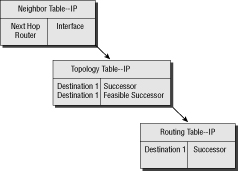 Neighbor Table--IP
Next Hop Interface
Router
Topology Table--IP
Destination 1 Successor
Destination 1 Feasible Successor
Routing Table--IP
Destination 1 Successor